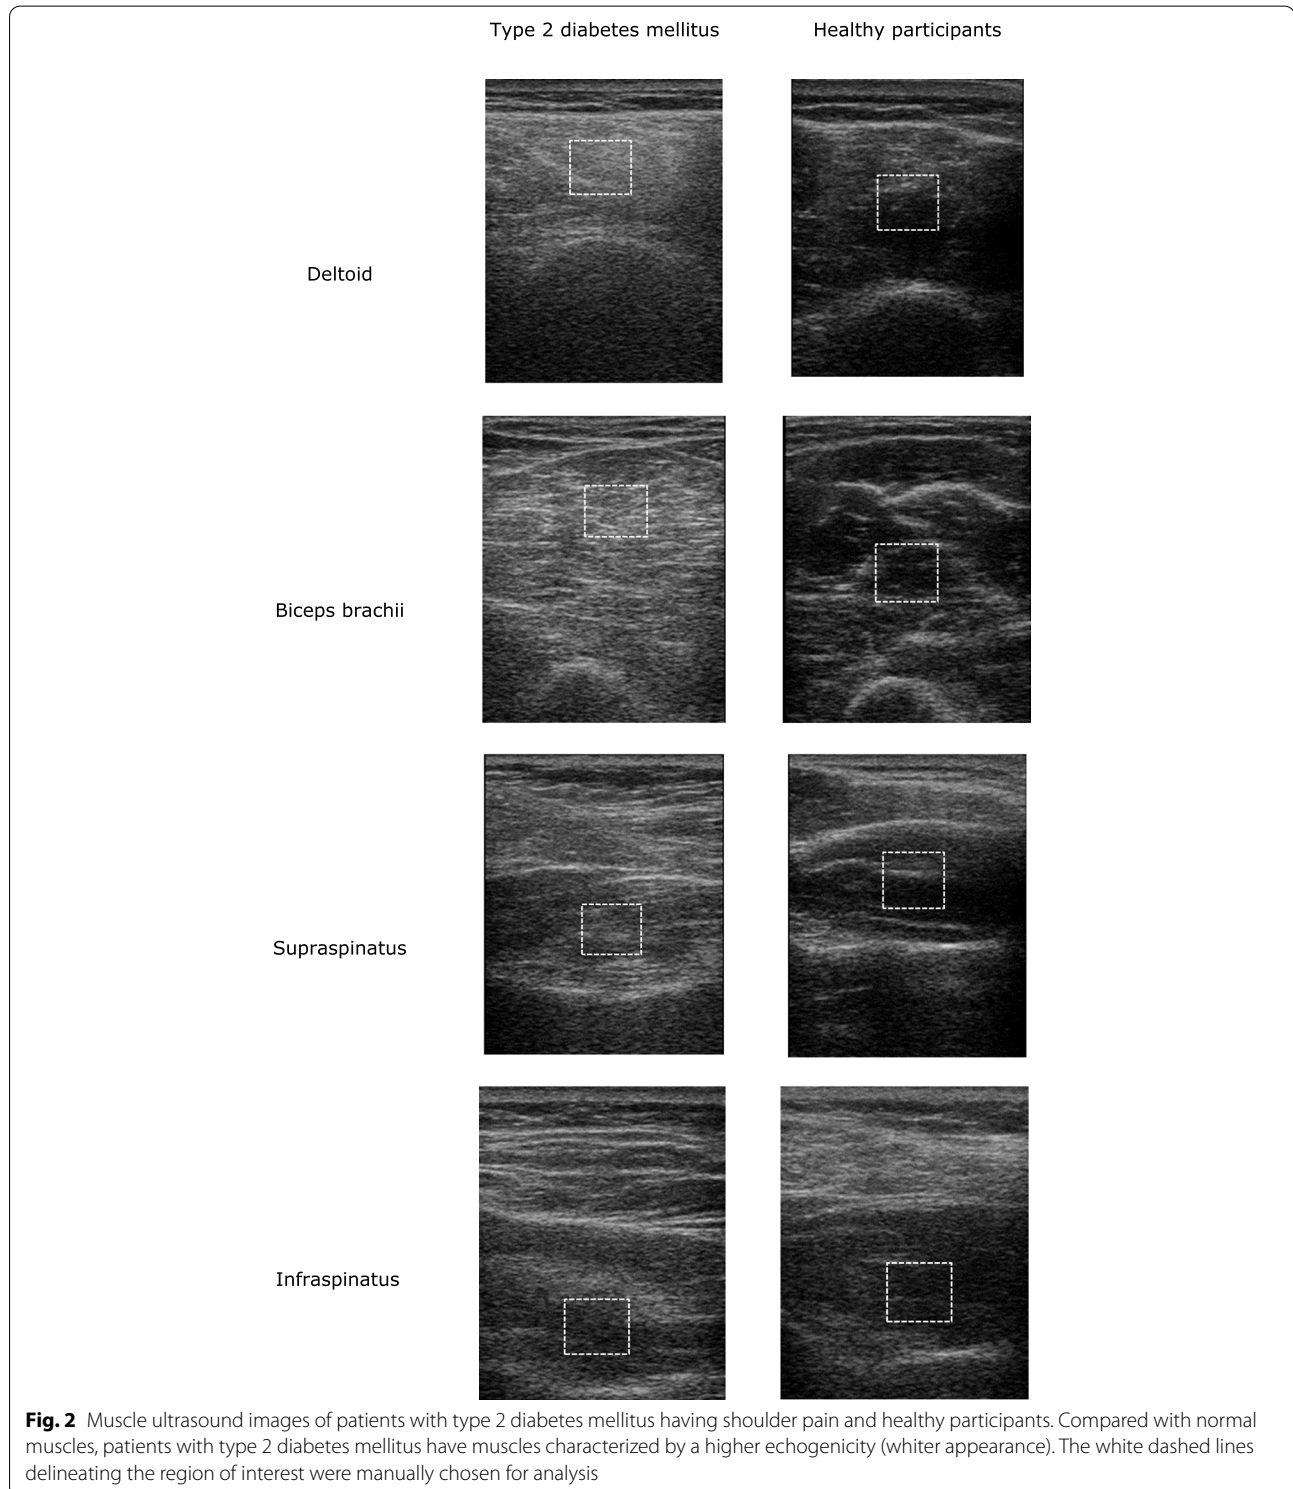 Type 2 diabetes mellitus Healthy participants
Deltoid
Biceps brachii
Supraspinatus
Infraspinatus
Fig. 2 Muscle ultrasound images of patients with type 2 diabetes mellitus having shoulder pain and healthy participants. Compared with normal
muscles, patients with type 2 diabetes mellitus have muscles characterized by a higher echogenicity (whiter appearance). The white dashed lines
delineating the region of interest were manually chosen for analysis